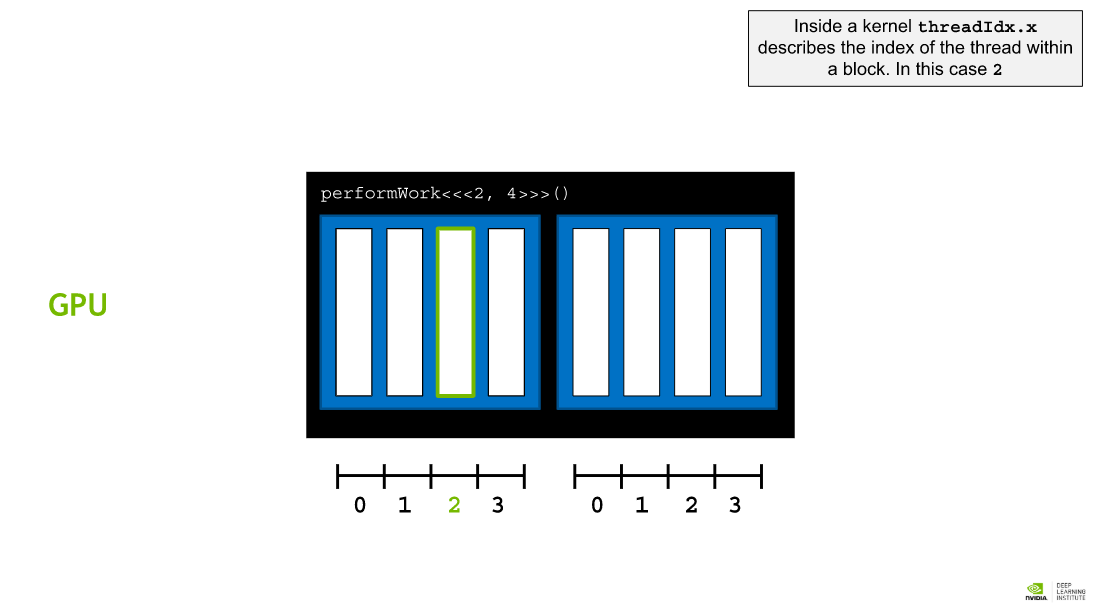 Inside a kernel threadIdx.x
describes the index of the thread within
a block. In this case 2
performWork<<<2, 4>>>()
GPU
0 1 2 3 0 1 2 3
NVIDIA
DEEP
LEARNING
INSTITUTE